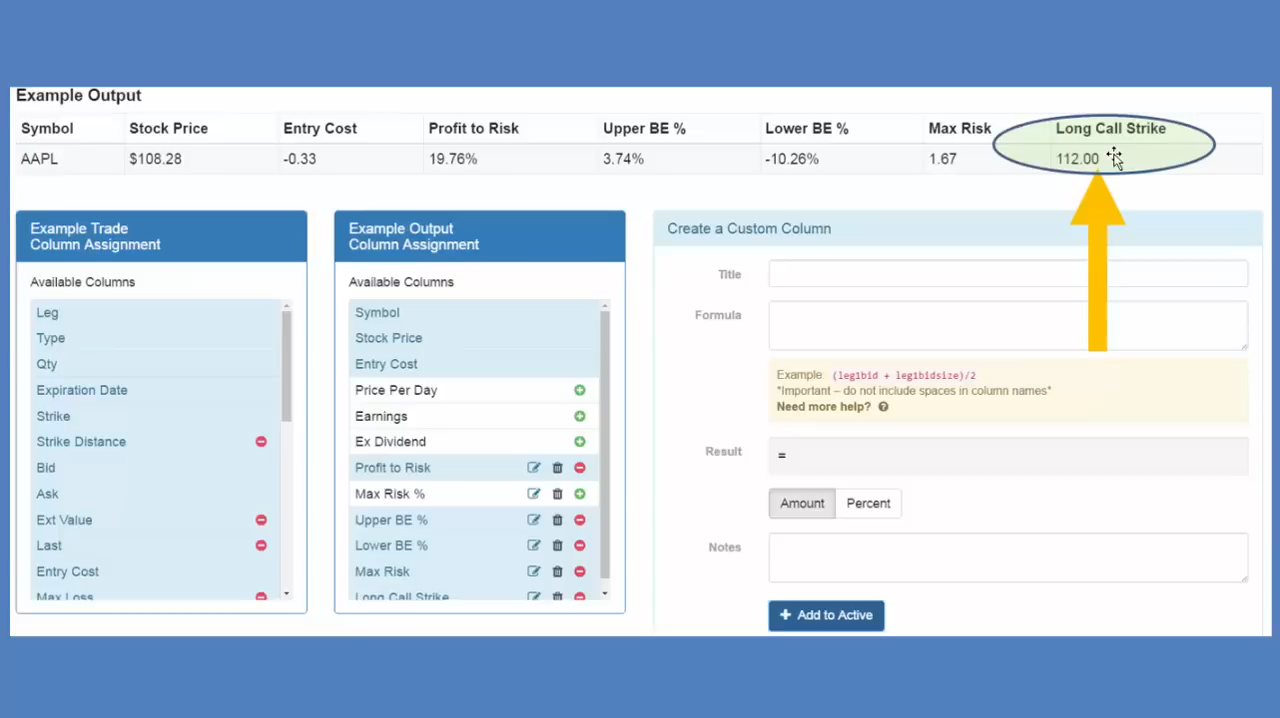 Example Output
Symbol Stock Price Entry Cost Profit to Risk Upper BE % Lower BE % Max Risk Long Call Strike
AAPL $108.28 -0.33 19.76% 3.74% -10.26% 1.67 112.00
Example Trade
Column Assignment
Available Columns
Leg
Type
Qty
Expiration Date
Strike
Strike Distance
Bid
Ask
Ext Value
Last
Entry Cost
Max Loss
Example Output
Column Assignment
Available Columns
Symbol
Stock Price
Entry Cost
Price Per Day
Earnings
Ex Dividend
Profit to Risk
Max Risk %
Upper BE %
Lower BE %
Max Risk
Long Call Strike
Create a Custom Column
Title
Formula
Example: (leg1bid + leg1bidsize)/2
*Important – do not include spaces in column names*
Need more help?
Result =
Amount Percent
Notes
Add to Active